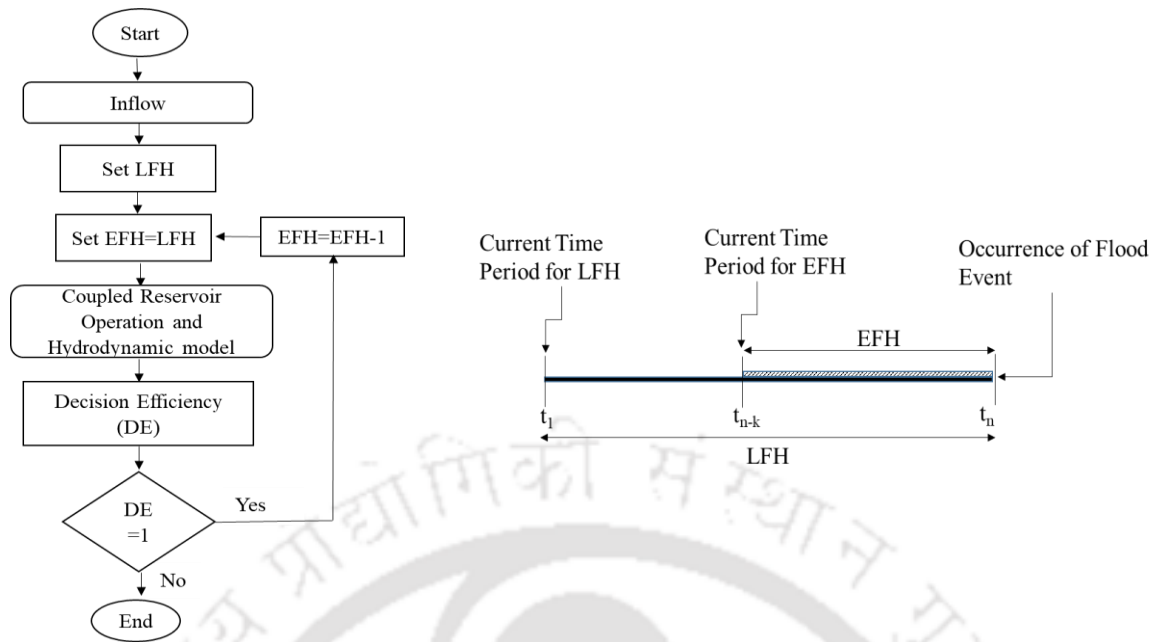 Start
Inflow
Set LFH
Set EFH=LFH
EFH=EFH-1
Coupled Reservoir
Operation and
Hydrodynamic model
Decision Efficiency
(DE)
DE
=1
Yes
No
End
Current Time
Period for LFH
Current Time
Period for EFH
Occurrence of Flood
Event
EFH
t1
tn-k
tn
LFH
प्रौद्योगिकी संस्थान